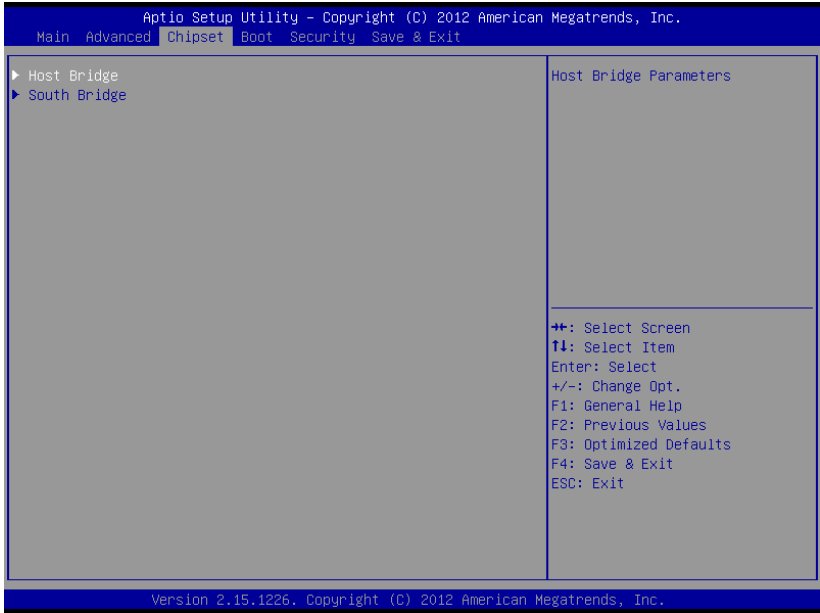 Aptio Setup Utility – Copyright (C) 2012 American Megatrends, Inc.
Main Advanced Chipset Boot Security Save & Exit
▶ Host Bridge
▶ South Bridge
Host Bridge Parameters
→←: Select Screen
↑↓: Select Item
Enter: Select
+/-: Change Opt.
F1: General Help
F2: Previous Values
F3: Optimized Defaults
F4: Save & Exit
ESC: Exit
Version 2.15.1226. Copyright (C) 2012 American Megatrends, Inc.